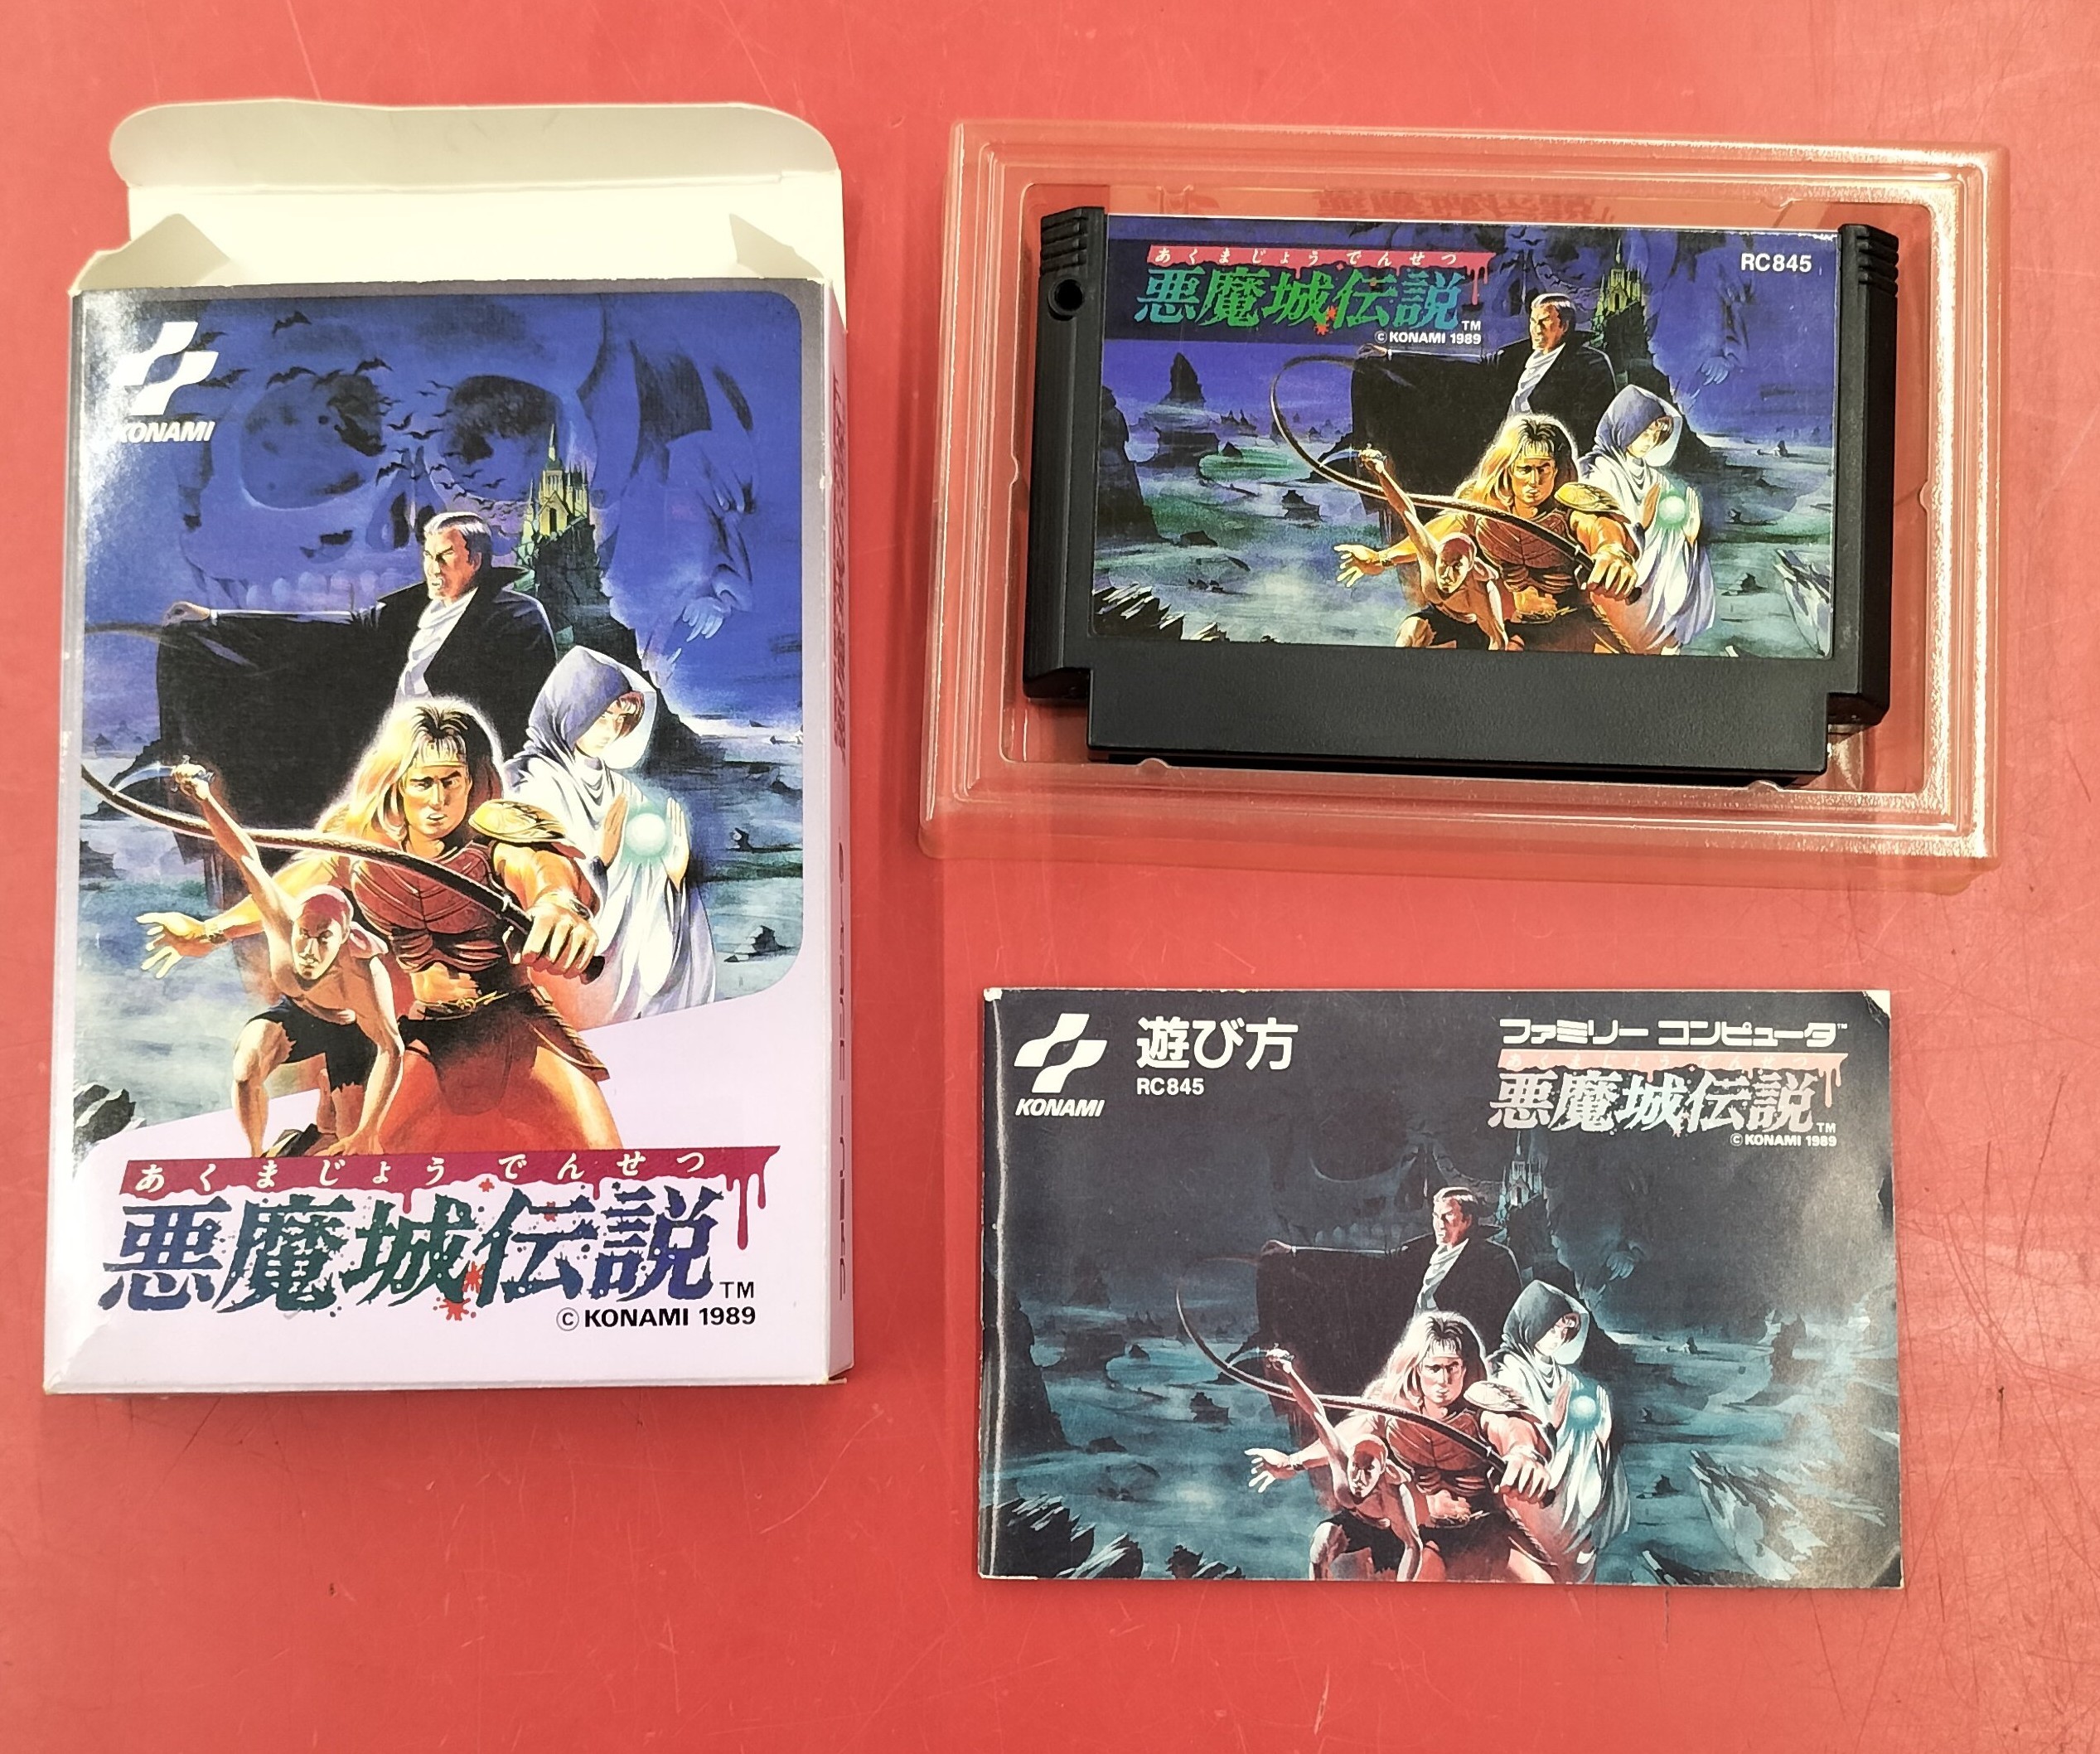 KONAMI
あくまじょうでんせつ
悪魔城伝説 TM
© KONAMI 1989
あくまじょうでんせつ
悪魔城伝説 TM
© KONAMI 1989
RC845
KONAMI
遊び方
RC845
ファミリーコンピュータ™
あくまじょうでんせつ
悪魔城伝説 TM
© KONAMI 1989